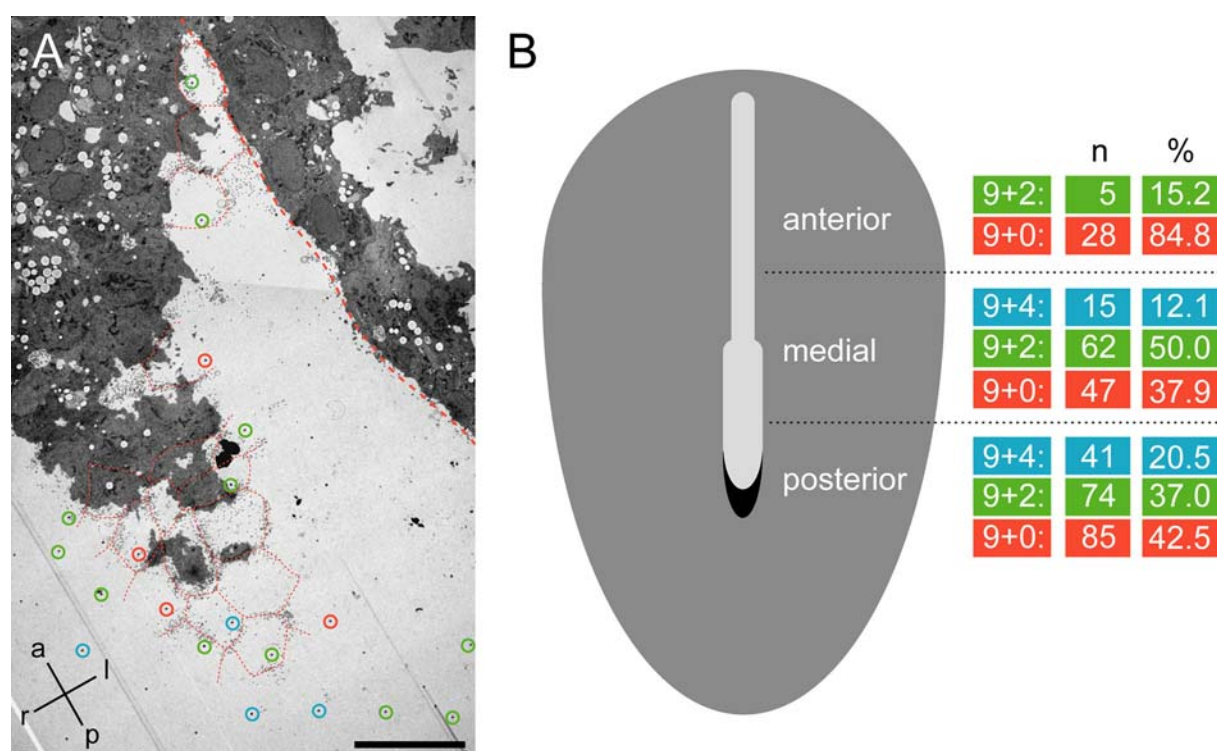 A
a
l
r
p
B
n %
9+2: 5 15.2
anterior
9+0: 28 84.8
9+4: 15 12.1
medial
9+2: 62 50.0
9+0: 47 37.9
9+4: 41 20.5
posterior
9+2: 74 37.0
9+0: 85 42.5